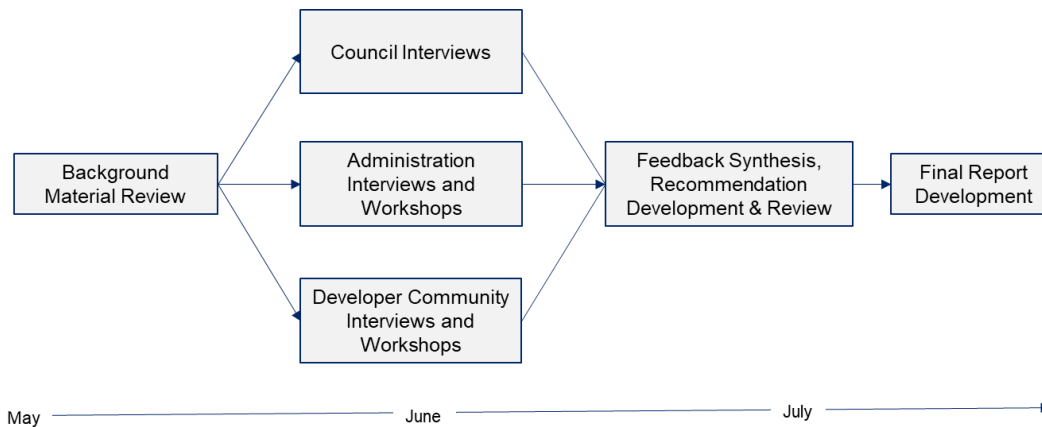 Council Interviews
Background
Material Review
Administration
Interviews and
Workshops
Feedback Synthesis,
Recommendation
Development & Review
Final Report
Development
Developer Community
Interviews and
Workshops
May
June
July